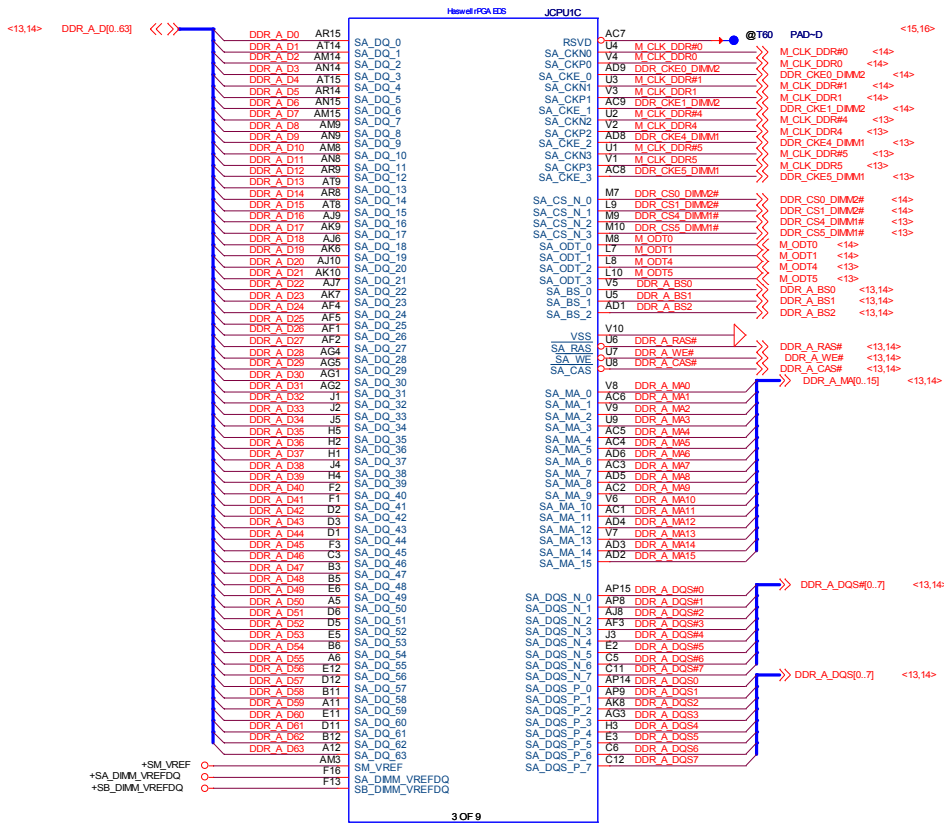 Haswell rPGA EDS JCPU1C
<13,14> DDR_A_D[0..63] <15,16>
DDR_A_D0 AR15 SA_DQ_0
DDR_A_D1 AT14 SA_DQ_1
DDR_A_D2 AM14 SA_DQ_2
DDR_A_D3 AN14 SA_DQ_3
DDR_A_D4 AT15 SA_DQ_4
DDR_A_D5 AR14 SA_DQ_5
DDR_A_D6 AN15 SA_DQ_6
DDR_A_D7 AM15 SA_DQ_7
DDR_A_D8 AM9 SA_DQ_8
DDR_A_D9 AN9 SA_DQ_9
DDR_A_D10 AM8 SA_DQ_10
DDR_A_D11 AN8 SA_DQ_11
DDR_A_D12 AR9 SA_DQ_12
DDR_A_D13 AT9 SA_DQ_13
DDR_A_D14 AR8 SA_DQ_14
DDR_A_D15 AT8 SA_DQ_15
DDR_A_D16 AJ9 SA_DQ_16
DDR_A_D17 AK9 SA_DQ_17
DDR_A_D18 AJ6 SA_DQ_18
DDR_A_D19 AK6 SA_DQ_19
DDR_A_D20 AJ10 SA_DQ_20
DDR_A_D21 AK10 SA_DQ_21
DDR_A_D22 AJ7 SA_DQ_22
DDR_A_D23 AK7 SA_DQ_23
DDR_A_D24 AF4 SA_DQ_24
DDR_A_D25 AF5 SA_DQ_25
DDR_A_D26 AF1 SA_DQ_26
DDR_A_D27 AF2 SA_DQ_27
DDR_A_D28 AG4 SA_DQ_28
DDR_A_D29 AG5 SA_DQ_29
DDR_A_D30 AG1 SA_DQ_30
DDR_A_D31 AG2 SA_DQ_31
DDR_A_D32 J1 SA_DQ_32
DDR_A_D33 J2 SA_DQ_33
DDR_A_D34 J5 SA_DQ_34
DDR_A_D35 H5 SA_DQ_35
DDR_A_D36 H2 SA_DQ_36
DDR_A_D37 H1 SA_DQ_37
DDR_A_D38 J4 SA_DQ_38
DDR_A_D39 H4 SA_DQ_39
DDR_A_D40 F2 SA_DQ_40
DDR_A_D41 F1 SA_DQ_41
DDR_A_D42 D2 SA_DQ_42
DDR_A_D43 D3 SA_DQ_43
DDR_A_D44 D1 SA_DQ_44
DDR_A_D45 F3 SA_DQ_45
DDR_A_D46 C3 SA_DQ_46
DDR_A_D47 B3 SA_DQ_47
DDR_A_D48 B5 SA_DQ_48
DDR_A_D49 E6 SA_DQ_49
DDR_A_D50 A5 SA_DQ_50
DDR_A_D51 D6 SA_DQ_51
DDR_A_D52 D5 SA_DQ_52
DDR_A_D53 E5 SA_DQ_53
DDR_A_D54 B6 SA_DQ_54
DDR_A_D55 A6 SA_DQ_55
DDR_A_D56 E12 SA_DQ_56
DDR_A_D57 D12 SA_DQ_57
DDR_A_D58 B11 SA_DQ_58
DDR_A_D59 A11 SA_DQ_59
DDR_A_D60 E11 SA_DQ_60
DDR_A_D61 D11 SA_DQ_61
DDR_A_D62 B12 SA_DQ_62
DDR_A_D63 A12 SA_DQ_63
+SM_VREF AM3 SM_VREF
+SA_DIMM_VREFDQ F16 SA_DIMM_VREFDQ
+SB_DIMM_VREFDQ F13 SB_DIMM_VREFDQ
RSVD AC7 @T60 PAD~D
SA_CKN0 U4 M_CLK_DDR#0 M_CLK_DDR#0 <14>
SA_CKP0 V4 M_CLK_DDR0 M_CLK_DDR0 <14>
SA_CKE_0 AD9 DDR_CKE0_DIMM2 DDR_CKE0_DIMM2 <14>
SA_CKN1 U3 M_CLK_DDR#1 M_CLK_DDR#1 <14>
SA_CKP1 V3 M_CLK_DDR1 M_CLK_DDR1 <14>
SA_CKE_1 AC9 DDR_CKE1_DIMM2 DDR_CKE1_DIMM2 <14>
SA_CKN2 U2 M_CLK_DDR#4 M_CLK_DDR#4 <13>
SA_CKP2 V2 M_CLK_DDR4 M_CLK_DDR4 <13>
SA_CKE_2 AD8 DDR_CKE4_DIMM1 DDR_CKE4_DIMM1 <13>
SA_CKN3 U1 M_CLK_DDR#5 M_CLK_DDR#5 <13>
SA_CKP3 V1 M_CLK_DDR5 M_CLK_DDR5 <13>
SA_CKE_3 AC8 DDR_CKE5_DIMM1 DDR_CKE5_DIMM1 <13>
SA_CS_N_0 M7 DDR_CS0_DIMM2# DDR_CS0_DIMM2# <14>
SA_CS_N_1 L9 DDR_CS1_DIMM2# DDR_CS1_DIMM2# <14>
SA_CS_N_2 M9 DDR_CS4_DIMM1# DDR_CS4_DIMM1# <13>
SA_CS_N_3 M10 DDR_CS5_DIMM1# DDR_CS5_DIMM1# <13>
SA_ODT_0 M8 M_ODT0 M_ODT0 <14>
SA_ODT_1 L7 M_ODT1 M_ODT1 <14>
SA_ODT_2 L8 M_ODT4 M_ODT4 <13>
SA_ODT_3 L10 M_ODT5 M_ODT5 <13>
SA_BS_0 V5 DDR_A_BS0 DDR_A_BS0 <13,14>
SA_BS_1 U5 DDR_A_BS1 DDR_A_BS1 <13,14>
SA_BS_2 AD1 DDR_A_BS2 DDR_A_BS2 <13,14>
VSS V10
SA_RAS U6 DDR_A_RAS# DDR_A_RAS# <13,14>
SA_WE U7 DDR_A_WE# DDR_A_WE# <13,14>
SA_CAS U8 DDR_A_CAS# DDR_A_CAS# <13,14>
DDR_A_MA[0..15] <13,14>
SA_MA_0 V8 DDR_A_MA0
SA_MA_1 AC6 DDR_A_MA1
SA_MA_2 V9 DDR_A_MA2
SA_MA_3 U9 DDR_A_MA3
SA_MA_4 AC5 DDR_A_MA4
SA_MA_5 AC4 DDR_A_MA5
SA_MA_6 AD6 DDR_A_MA6
SA_MA_7 AC3 DDR_A_MA7
SA_MA_8 AD5 DDR_A_MA8
SA_MA_9 AC2 DDR_A_MA9
SA_MA_10 V6 DDR_A_MA10
SA_MA_11 AC1 DDR_A_MA11
SA_MA_12 AD4 DDR_A_MA12
SA_MA_13 V7 DDR_A_MA13
SA_MA_14 AD3 DDR_A_MA14
SA_MA_15 AD2 DDR_A_MA15
DDR_A_DQS#[0..7] <13,14>
SA_DQS_N_0 AP15 DDR_A_DQS#0
SA_DQS_N_1 AP8 DDR_A_DQS#1
SA_DQS_N_2 AJ8 DDR_A_DQS#2
SA_DQS_N_3 AF3 DDR_A_DQS#3
SA_DQS_N_4 J3 DDR_A_DQS#4
SA_DQS_N_5 E2 DDR_A_DQS#5
SA_DQS_N_6 C5 DDR_A_DQS#6
SA_DQS_N_7 C11 DDR_A_DQS#7
DDR_A_DQS[0..7] <13,14>
SA_DQS_P_0 AP14 DDR_A_DQS0
SA_DQS_P_1 AP9 DDR_A_DQS1
SA_DQS_P_2 AK8 DDR_A_DQS2
SA_DQS_P_3 AG3 DDR_A_DQS3
SA_DQS_P_4 H3 DDR_A_DQS4
SA_DQS_P_5 E3 DDR_A_DQS5
SA_DQS_P_6 C6 DDR_A_DQS6
SA_DQS_P_7 C12 DDR_A_DQS7
3 OF 9